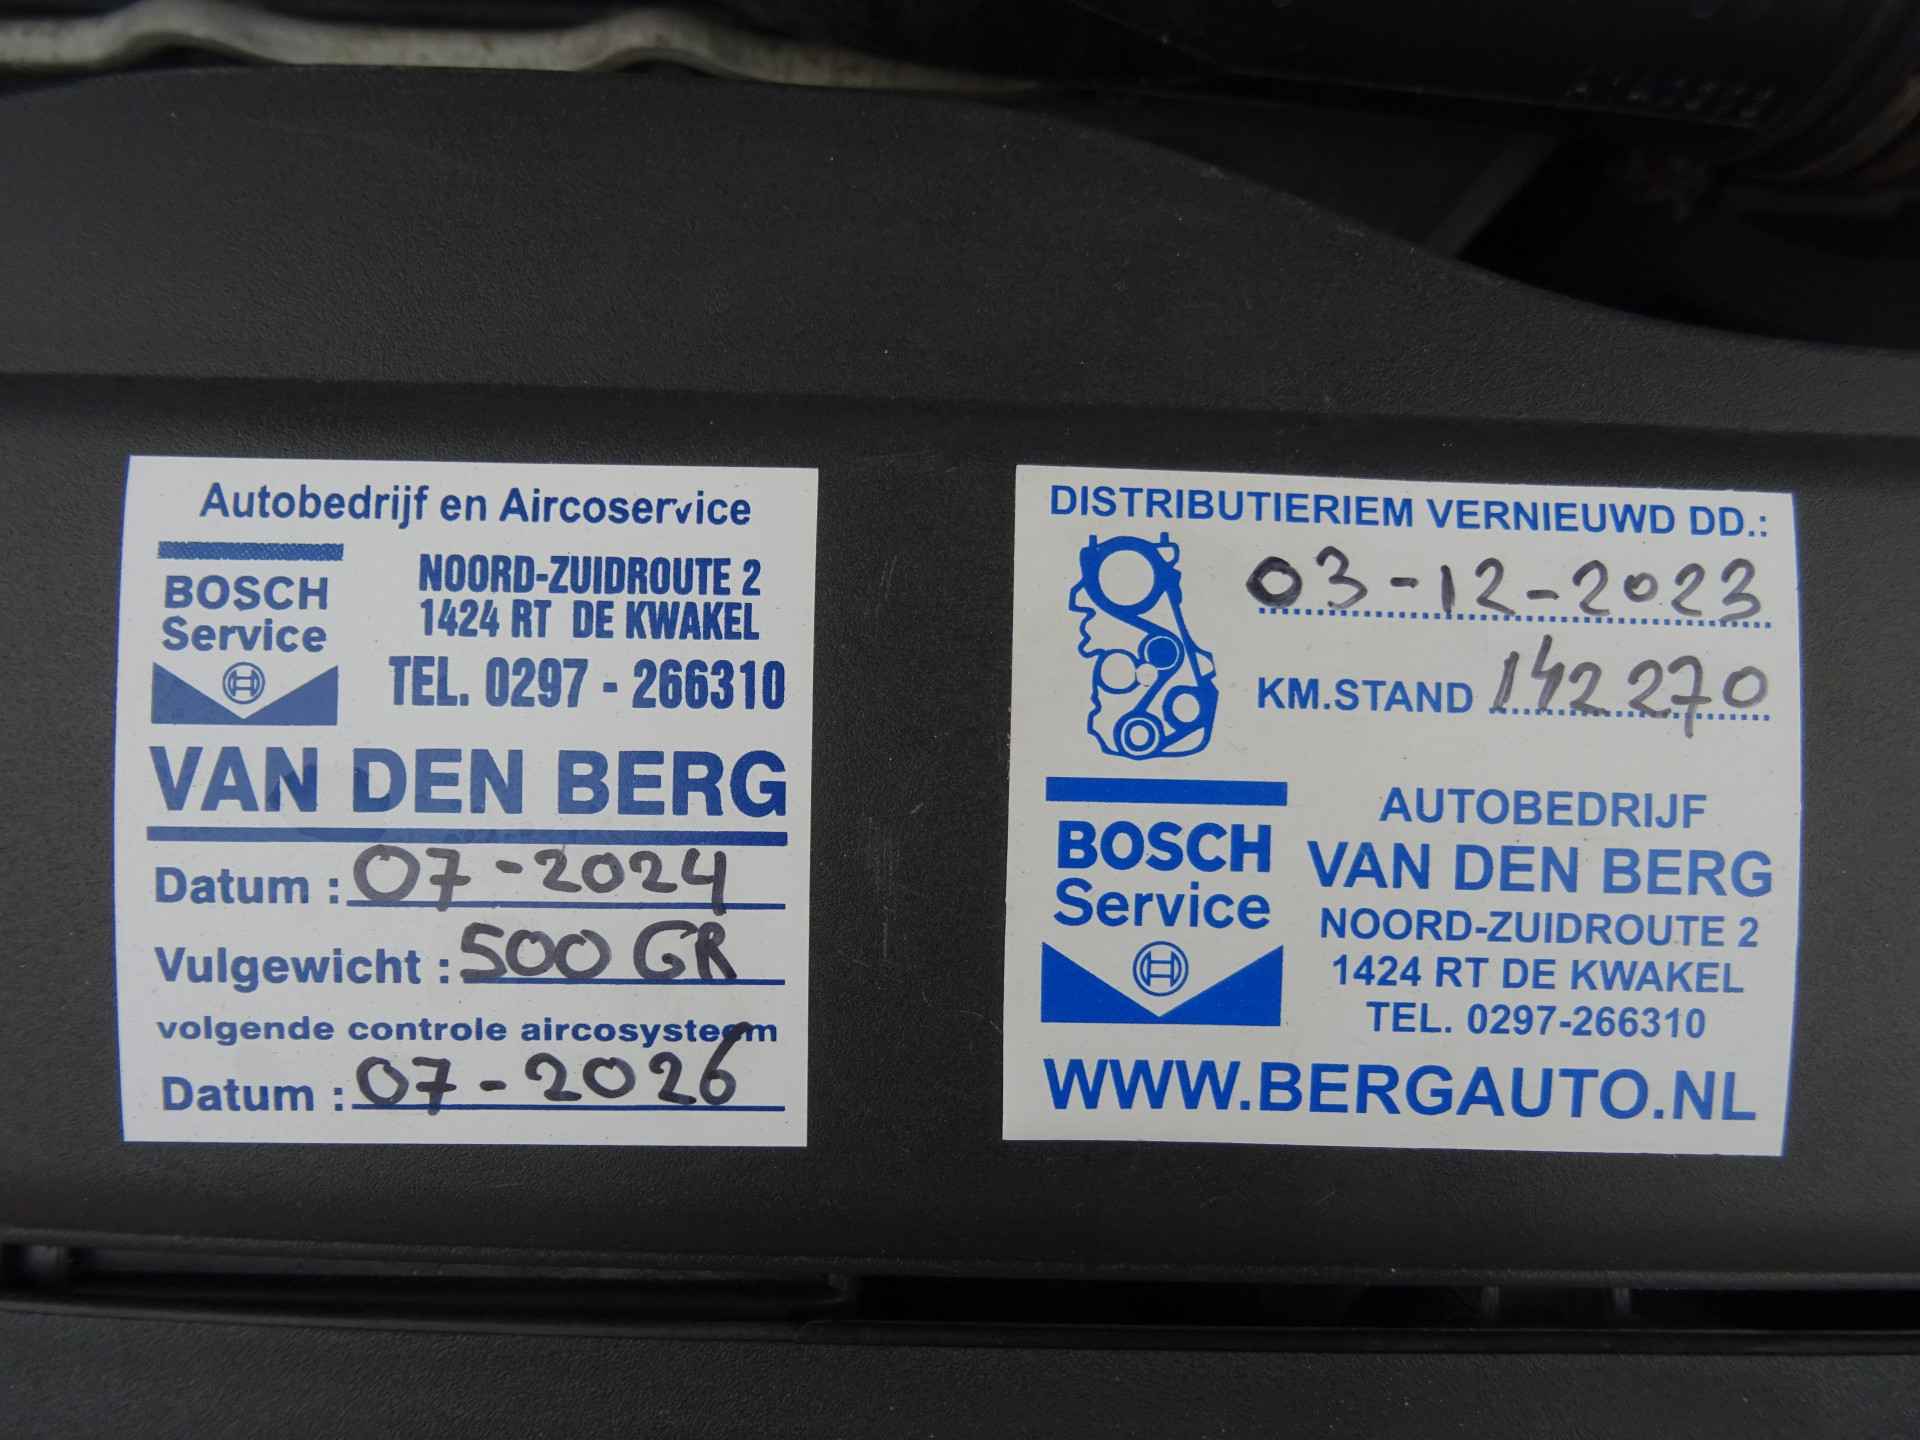 Autobedrijf en Aircoservice
BOSCH
Service
NOORD-ZUIDROUTE 2
1424 RT DE KWAKEL
TEL. 0297 - 266310
VAN DEN BERG
Datum : 07-2024
Vulgewicht : 500 GR
volgende controle aircosysteem
Datum : 07-2026
DISTRIBUTIERIEM VERNIEUWD DD.:
03-12-2023
KM.STAND 142270
BOSCH
Service
AUTOBEDRIJF
VAN DEN BERG
NOORD-ZUIDROUTE 2
1424 RT DE KWAKEL
TEL. 0297-266310
WWW.BERGAUTO.NL